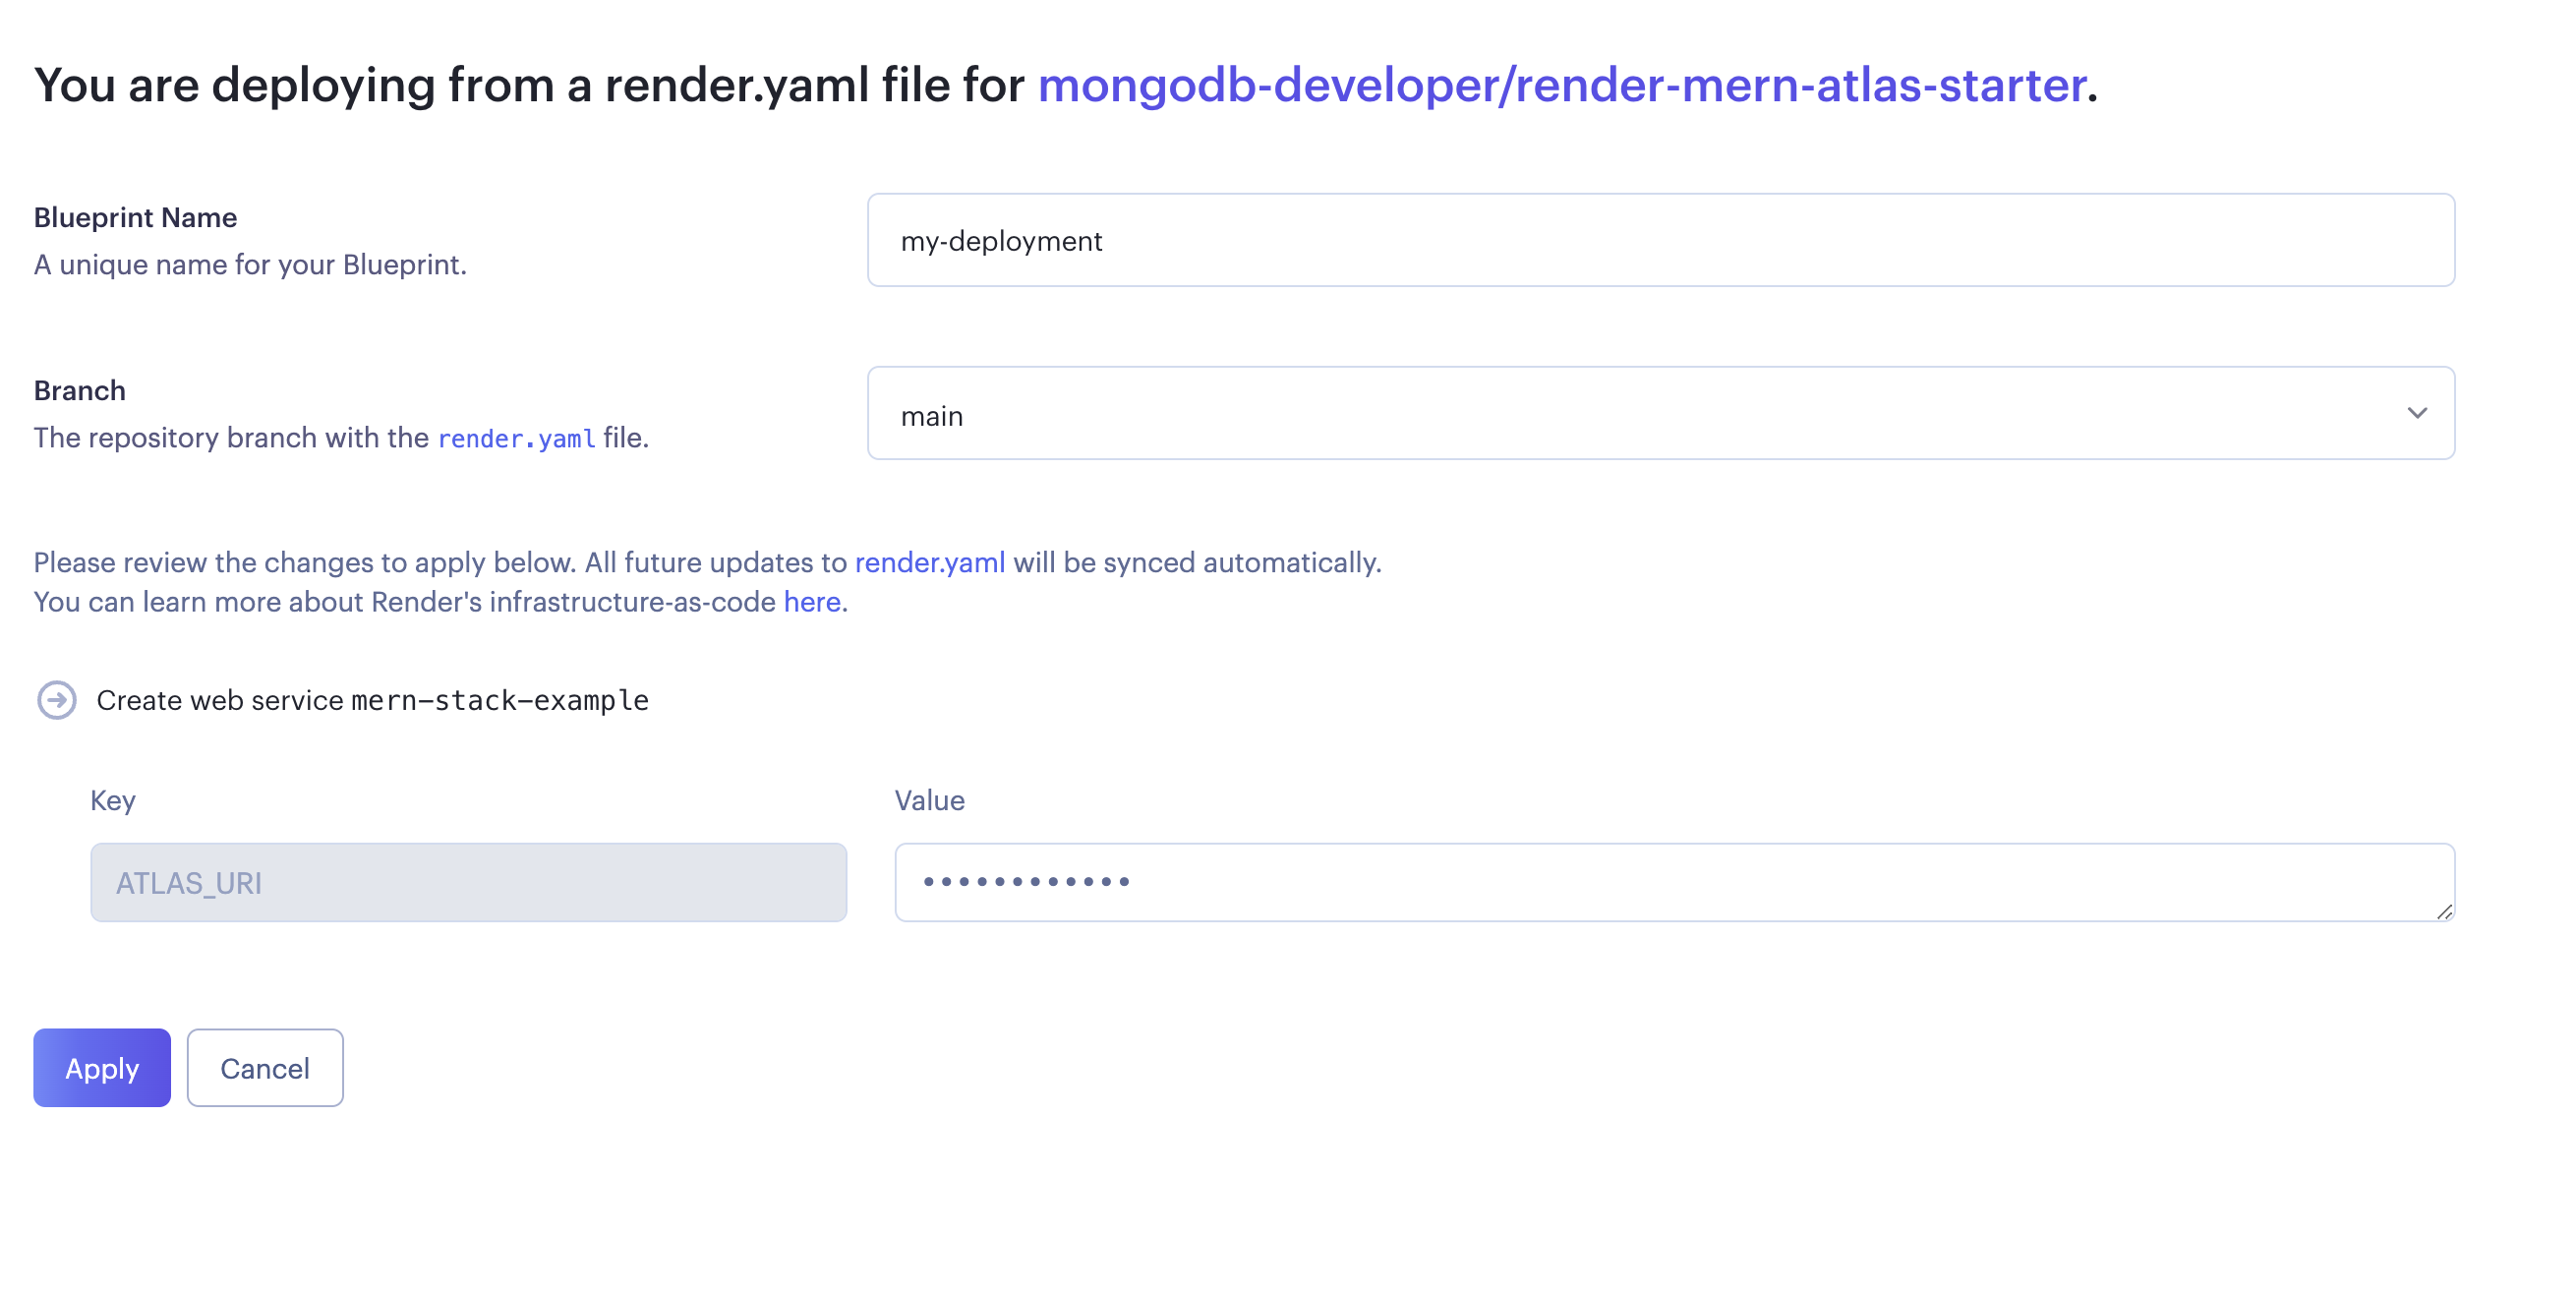 You are deploying from a render.yaml file for mongodb-developer/render-mern-atlas-starter.
Blueprint Name
A unique name for your Blueprint.
my-deployment
Branch
The repository branch with the render.yaml file.
main
Please review the changes to apply below. All future updates to render.yaml will be synced automatically.
You can learn more about Render's infrastructure-as-code here.
Create web service mern-stack-example
Key
Value
ATLAS_URI
••••••••••••
Apply
Cancel